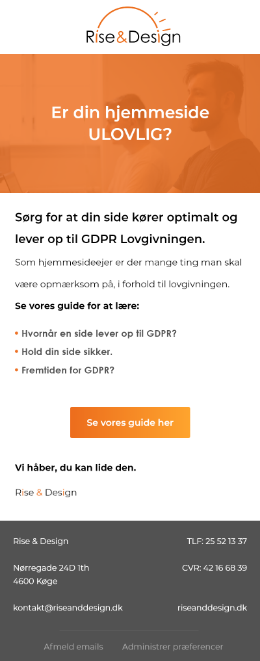 Rise&Design
Er din hjemmeside
ULOVLIG?
Sørg for at din side kører optimalt og
lever op til GDPR Lovgivningen.
Som hjemmesideejer er der mange ting man skal
være opmærksom på, i forhold til lovgivningen.
Se vores guide for at lære:
• Hvornår en side lever op til GDPR?
• Hold din side sikker.
• Fremtiden for GDPR?
Se vores guide her
Vi håber, du kan lide den.
Rise & Design
Rise & Design TLF: 25 52 13 37
Nørregade 24D 1th CVR: 42 16 68 39
4600 Køge
kontakt@riseanddesign.dk riseanddesign.dk
Afmeld emails Administrer præferencer